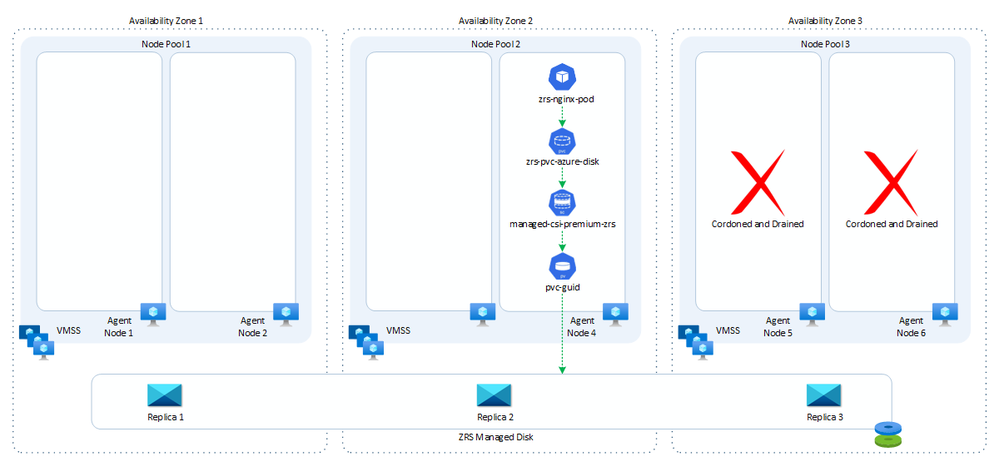 Availability Zone 1
Availability Zone 2
Availability Zone 3
Node Pool 1
Node Pool 2
Node Pool 3
zrs-nginx-pod
pvc
zrs-pvc-azure-disk
sc
managed-csi-premium-zrs
pv
pvc-guid
Cordoned and Drained
Cordoned and Drained
VMSS
Agent
Node 1
Agent
Node 2
VMSS
Agent
Node 4
VMSS
Agent
Node 5
Agent
Node 6
Replica 1
Replica 2
Replica 3
ZRS Managed Disk